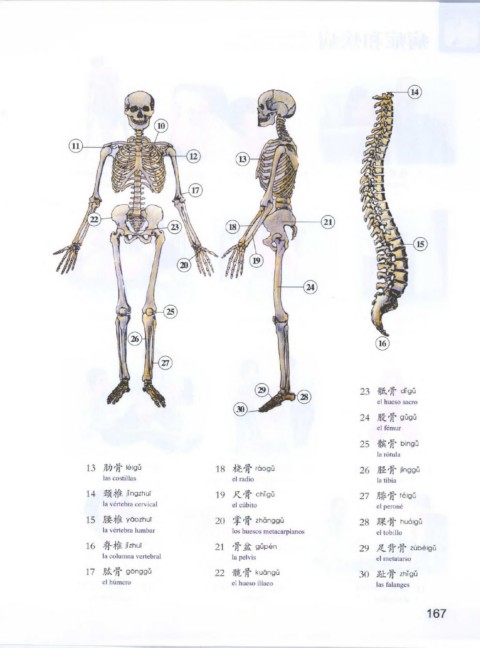 14
10
11
12
13
17
22
23
18
21
15
20
19
24
25
16
26
27
29
28
30
23 骶骨 dǐgǔ
el hueso sacro
24 股骨 gǔgǔ
el fémur
25 髌骨 bìngǔ
la rótula
13 肋骨 lèigǔ
las costillas
18 桡骨 ráogǔ
el radio
26 胫骨 jìnggǔ
la tibia
14 颈椎 jǐngzhuī
la vértebra cervical
19 尺骨 chǐgǔ
el cúbito
27 腓骨 féigǔ
el peroné
15 腰椎 yāozhuī
la vértebra lumbar
20 掌骨 zhǎnggǔ
los huesos metacarpianos
28 踝骨 huáigǔ
el tobillo
16 脊椎 jǐzhuī
la columna vertebral
21 骨盆 gǔpén
la pelvis
29 足背骨 zúbèigǔ
el metatarso
17 肱骨 gōnggǔ
el húmero
22 髋骨 kuāngǔ
el hueso ilíaco
30 趾骨 zhǐgǔ
las falanges
167